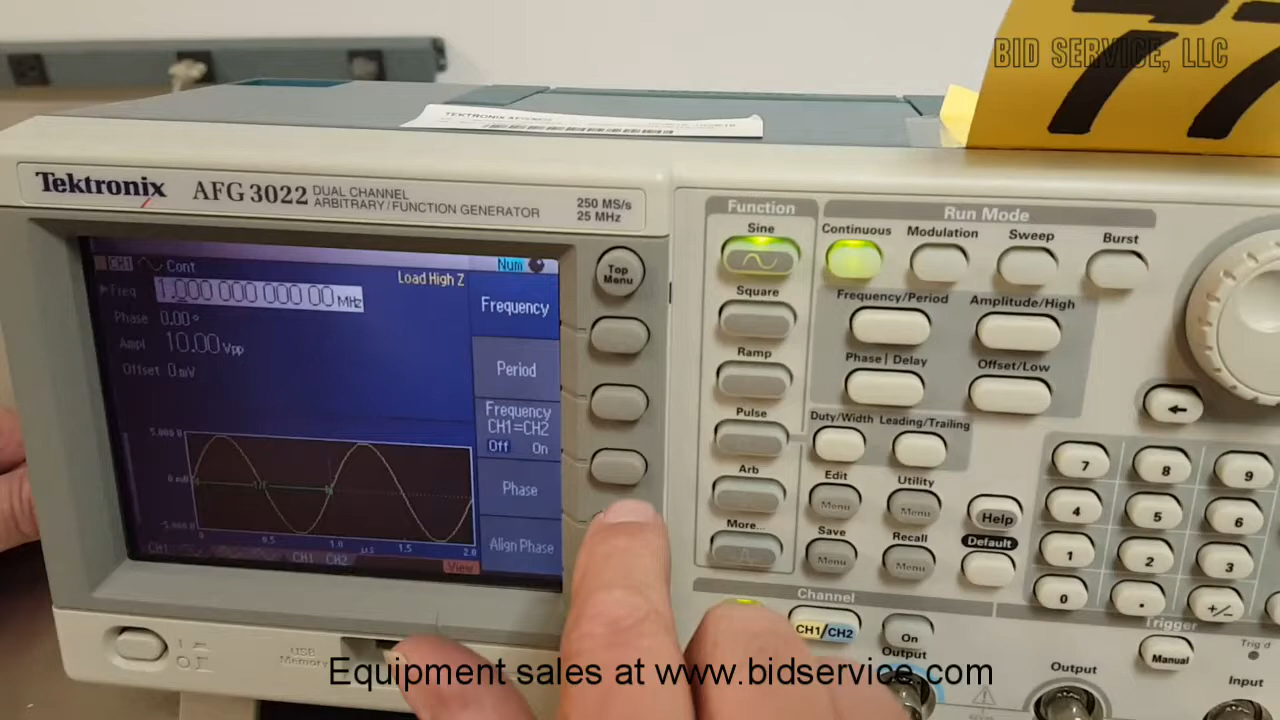 77
BID SERVICE, LLC
Tektronix
AFG 3022
DUAL CHANNEL
ARBITRARY/FUNCTION GENERATOR
250 MS/s
25 MHz
CH1 Cont
Load High Z
Num
Freq 1.000 000 000 00 MHz
Phase 0.00 °
Ampl 10.00 Vpp
Offset 0 mV
Frequency
Period
Frequency
CH1=CH2
Off On
Phase
Align Phase
0 mV
0 0.5 1.0 µs 1.5 2.0
CH1 CH1 CH2
View
Top
Menu
Function
Sine
Square
Ramp
Pulse
Arb
More...
Run Mode
Continuous Modulation Sweep Burst
Frequency/Period Amplitude/High
Phase | Delay Offset/Low
Duty/Width Leading/Trailing
Edit Utility
Menu Menu
Save Recall
Menu Menu
Help
Default
7 8 9
4 5 6
1 2 3
0 . +/−
Channel
CH1/CH2
On
Output
Trigger
Manual
Trig'd
Output
Input
USB
Memory
Equipment sales at www.bidservice.com